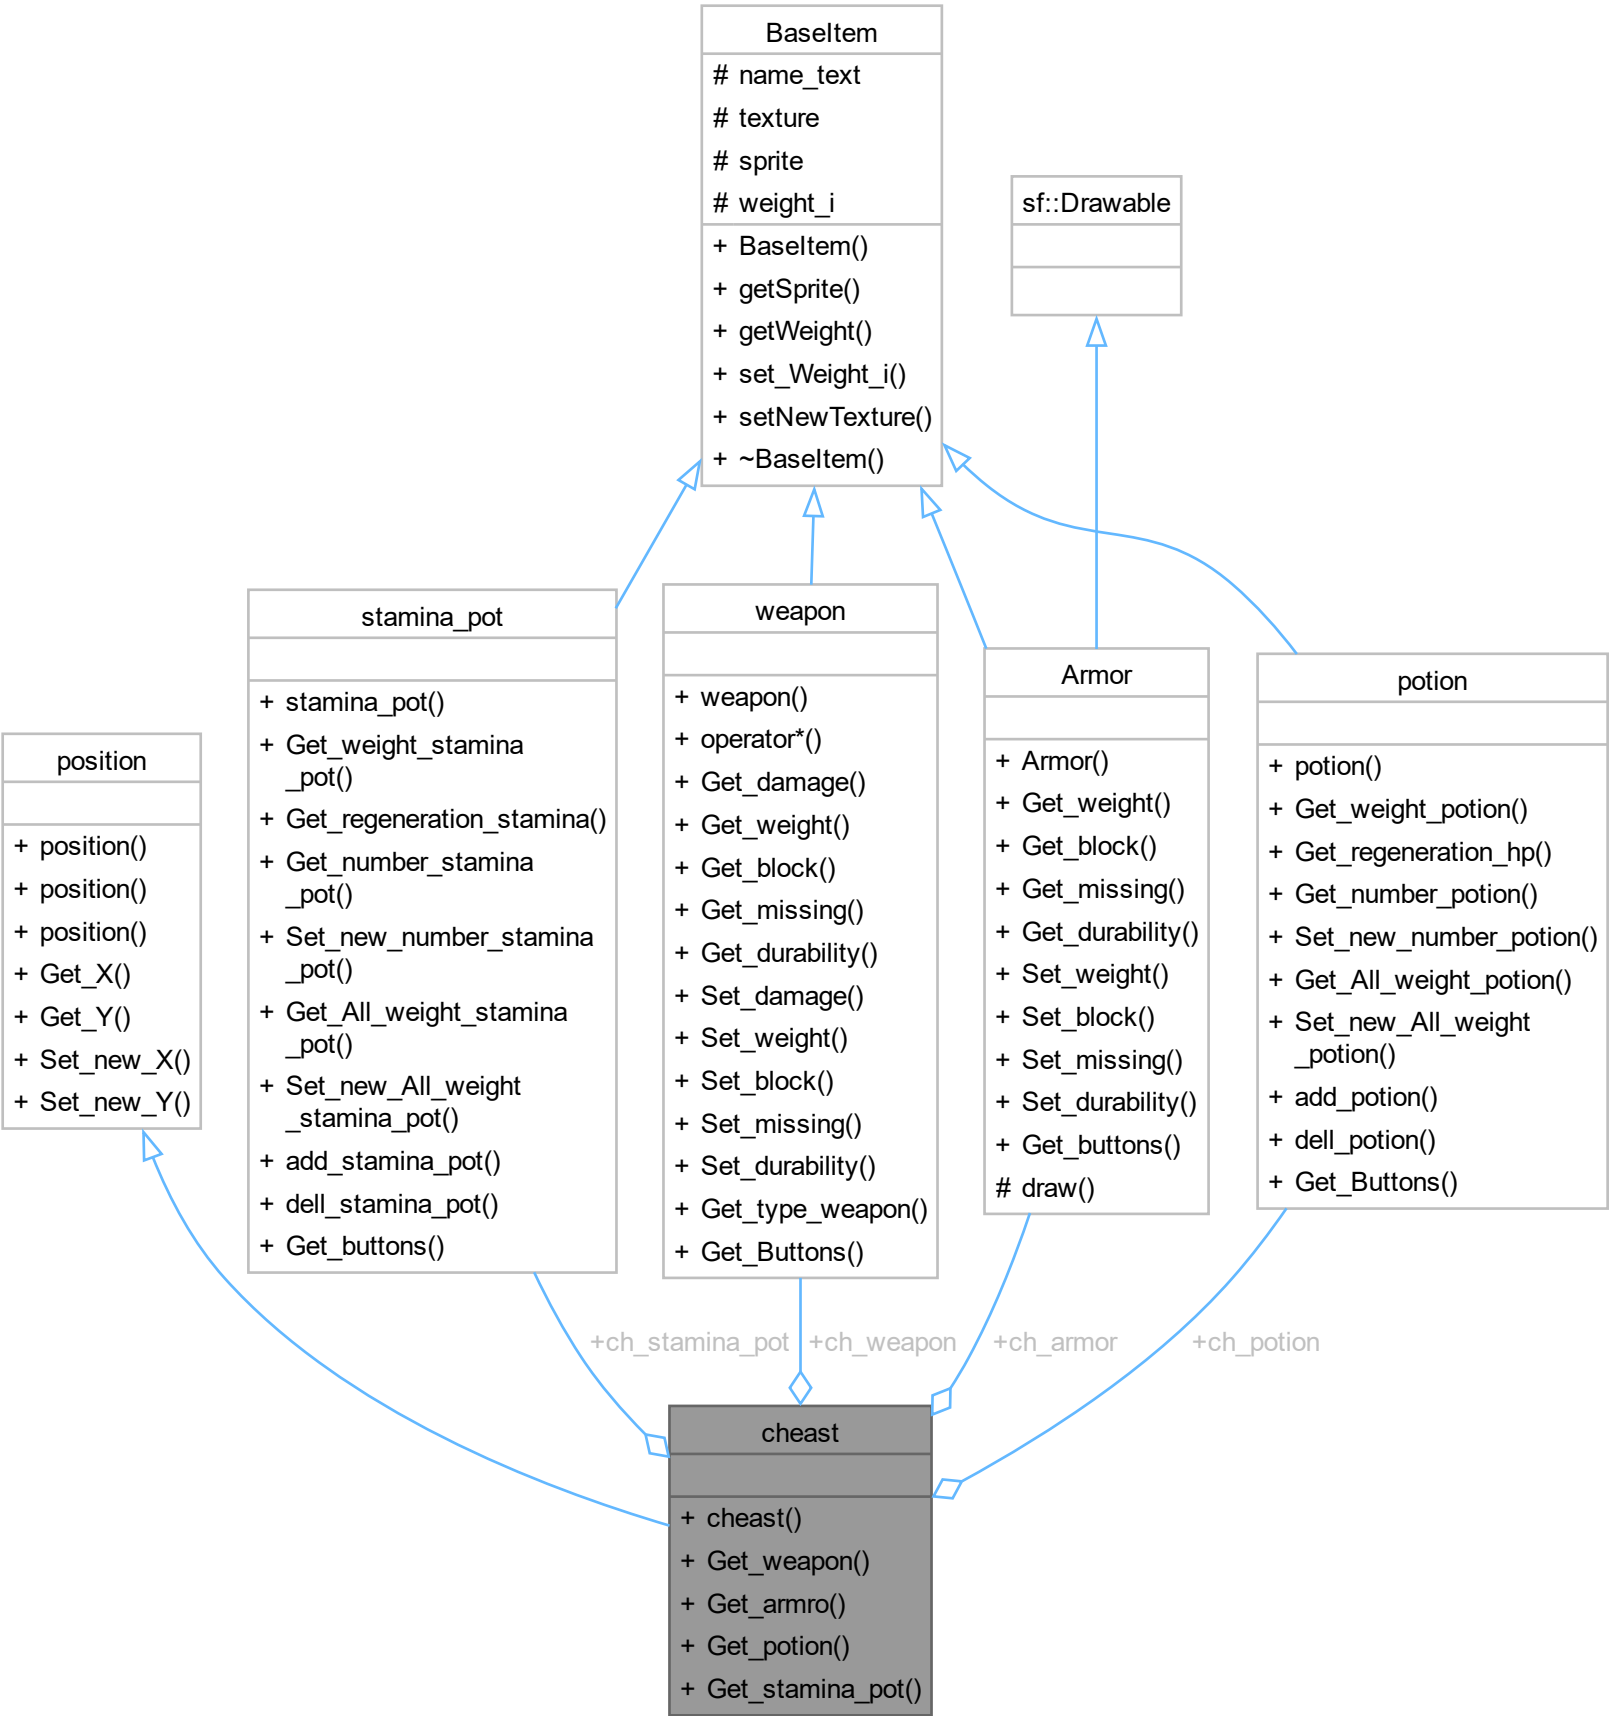 BaseItem
# name_text
# texture
# sprite
# weight_i
+ BaseItem()
+ getSprite()
+ getWeight()
+ set_Weight_i()
+ setNewTexture()
+ ~BaseItem()
sf::Drawable
stamina_pot
+ stamina_pot()
+ Get_weight_stamina
_pot()
+ Get_regeneration_stamina()
+ Get_number_stamina
_pot()
+ Set_new_number_stamina
_pot()
+ Get_All_weight_stamina
_pot()
+ Set_new_All_weight
_stamina_pot()
+ add_stamina_pot()
+ dell_stamina_pot()
+ Get_buttons()
weapon
+ weapon()
+ operator*()
+ Get_damage()
+ Get_weight()
+ Get_block()
+ Get_missing()
+ Get_durability()
+ Set_damage()
+ Set_weight()
+ Set_block()
+ Set_missing()
+ Set_durability()
+ Get_type_weapon()
+ Get_Buttons()
Armor
+ Armor()
+ Get_weight()
+ Get_block()
+ Get_missing()
+ Get_durability()
+ Set_weight()
+ Set_block()
+ Set_missing()
+ Set_durability()
+ Get_buttons()
# draw()
potion
+ potion()
+ Get_weight_potion()
+ Get_regeneration_hp()
+ Get_number_potion()
+ Set_new_number_potion()
+ Get_All_weight_potion()
+ Set_new_All_weight
_potion()
+ add_potion()
+ dell_potion()
+ Get_Buttons()
position
+ position()
+ position()
+ position()
+ Get_X()
+ Get_Y()
+ Set_new_X()
+ Set_new_Y()
+ch_stamina_pot
+ch_weapon
+ch_armor
+ch_potion
cheast
+ cheast()
+ Get_weapon()
+ Get_armro()
+ Get_potion()
+ Get_stamina_pot()